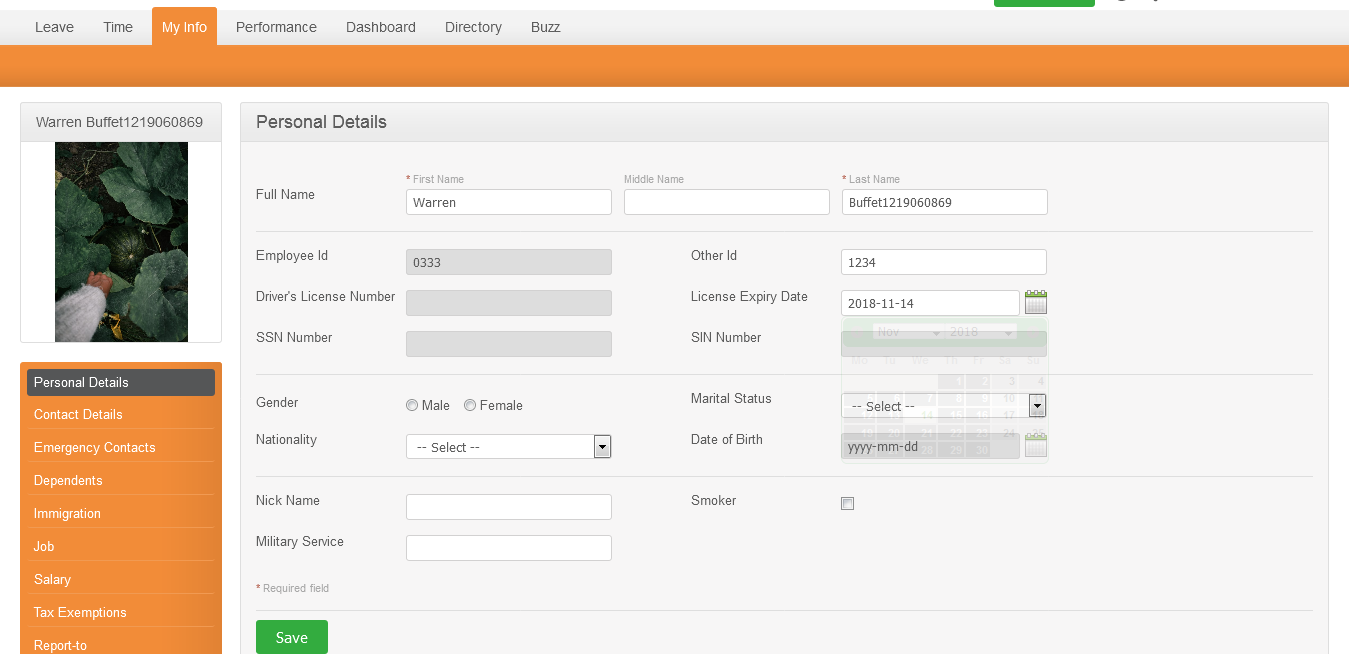 Leave Time My Info Performance Dashboard Directory Buzz
Warren Buffet1219060869
Personal Details
Contact Details
Emergency Contacts
Dependents
Immigration
Job
Salary
Tax Exemptions
Report-to
Personal Details
* First Name Middle Name * Last Name
Full Name Warren Buffet1219060869
Employee Id 0333 Other Id 1234
Driver's License Number License Expiry Date 2018-11-14
SSN Number SIN Number
Nov 2018
Mo Tu We Th Fr Sa Su
1 2 3 4
7 8 9 10
Gender Male Female Marital Status -- Select --
14 15 16 17
21 22 23 24 25
Nationality -- Select -- Date of Birth yyyy-mm-dd
28 29 30
Nick Name Smoker
Military Service
* Required field
Save